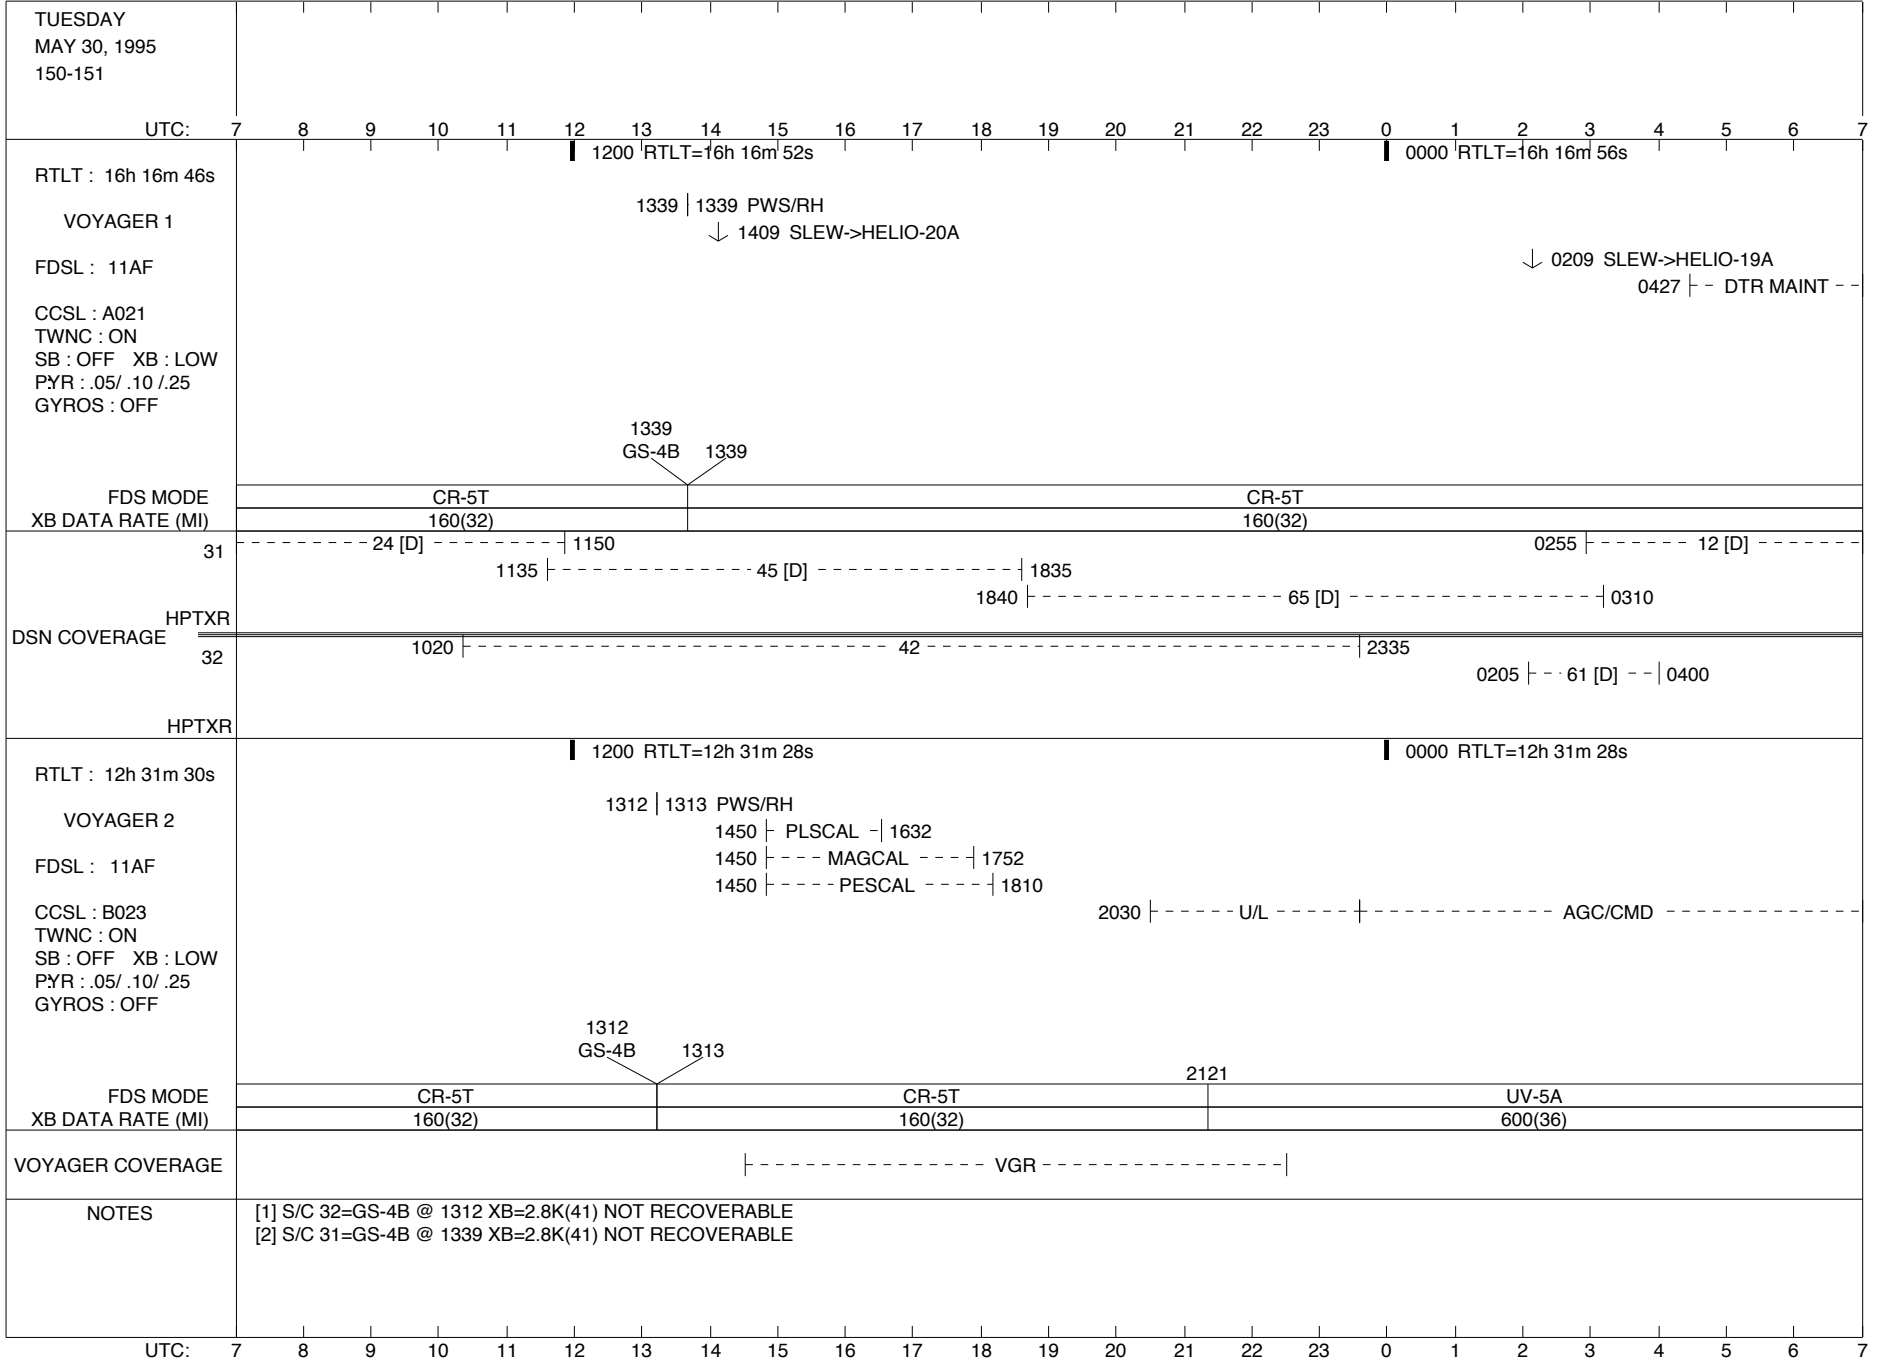 TUESDAY
MAY 30, 1995
150-151
UTC: 7 8 9 10 11 12 13 14 15 16 17 18 19 20 21 22 23 0 1 2 3 4 5 6 7
1200 RTLT=16h 16m 52s 0000 RTLT=16h 16m 56s
RTLT : 16h 16m 46s
1339 1339 PWS/RH
VOYAGER 1
1409 SLEW->HELIO-20A
0209 SLEW->HELIO-19A
FDSL : 11AF
0427 DTR MAINT
CCSL : A021
TWNC : ON
SB : OFF XB : LOW
P:YR : .05/ .10 /.25
GYROS : OFF
1339
GS-4B 1339
FDS MODE CR-5T CR-5T
XB DATA RATE (MI) 160(32) 160(32)
31 24 [D] 1150 0255 12 [D]
1135 45 [D] 1835
1840 65 [D] 0310
HPTXR
DSN COVERAGE
32 1020 42 2335
0205 61 [D] 0400
HPTXR
1200 RTLT=12h 31m 28s 0000 RTLT=12h 31m 28s
RTLT : 12h 31m 30s
1312 1313 PWS/RH
VOYAGER 2
1450 PLSCAL 1632
1450 MAGCAL 1752
FDSL : 11AF
1450 PESCAL 1810
CCSL : B023 2030 U/L AGC/CMD
TWNC : ON
SB : OFF XB : LOW
P:YR : .05/ .10/ .25
GYROS : OFF
1312
GS-4B 1313
2121
FDS MODE CR-5T CR-5T UV-5A
XB DATA RATE (MI) 160(32) 160(32) 600(36)
VOYAGER COVERAGE VGR
NOTES [1] S/C 32=GS-4B @ 1312 XB=2.8K(41) NOT RECOVERABLE
[2] S/C 31=GS-4B @ 1339 XB=2.8K(41) NOT RECOVERABLE
UTC: 7 8 9 10 11 12 13 14 15 16 17 18 19 20 21 22 23 0 1 2 3 4 5 6 7